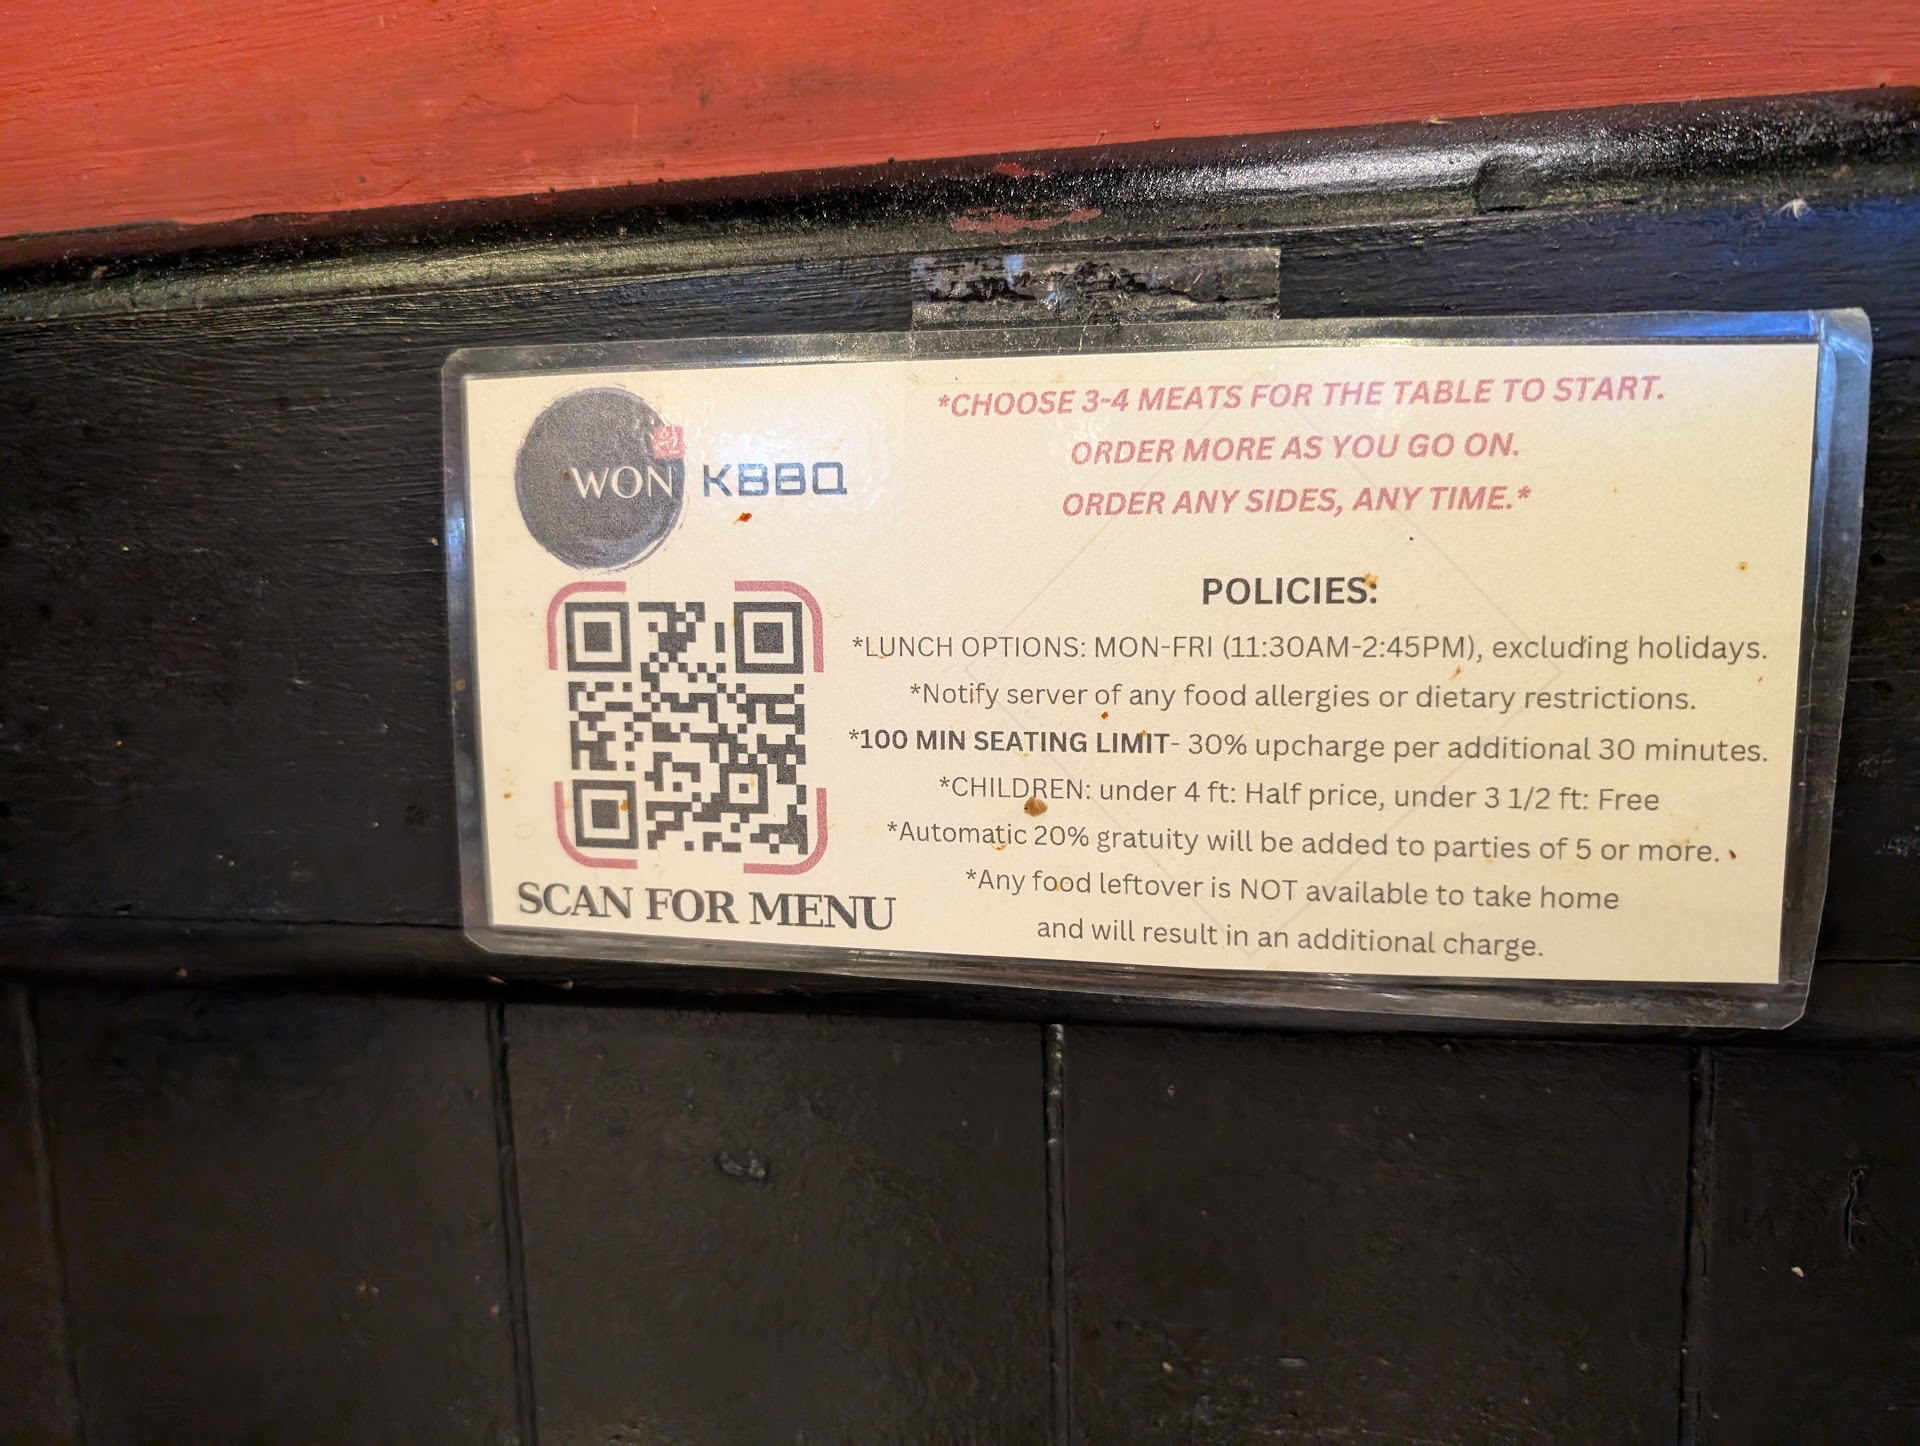 원
WON KBBQ
SCAN FOR MENU
*CHOOSE 3-4 MEATS FOR THE TABLE TO START.
ORDER MORE AS YOU GO ON.
ORDER ANY SIDES, ANY TIME.*
POLICIES:
*LUNCH OPTIONS: MON-FRI (11:30AM-2:45PM), excluding holidays.
*Notify server of any food allergies or dietary restrictions.
*100 MIN SEATING LIMIT- 30% upcharge per additional 30 minutes.
*CHILDREN: under 4 ft: Half price, under 3 1/2 ft: Free
*Automatic 20% gratuity will be added to parties of 5 or more.
*Any food leftover is NOT available to take home
and will result in an additional charge.